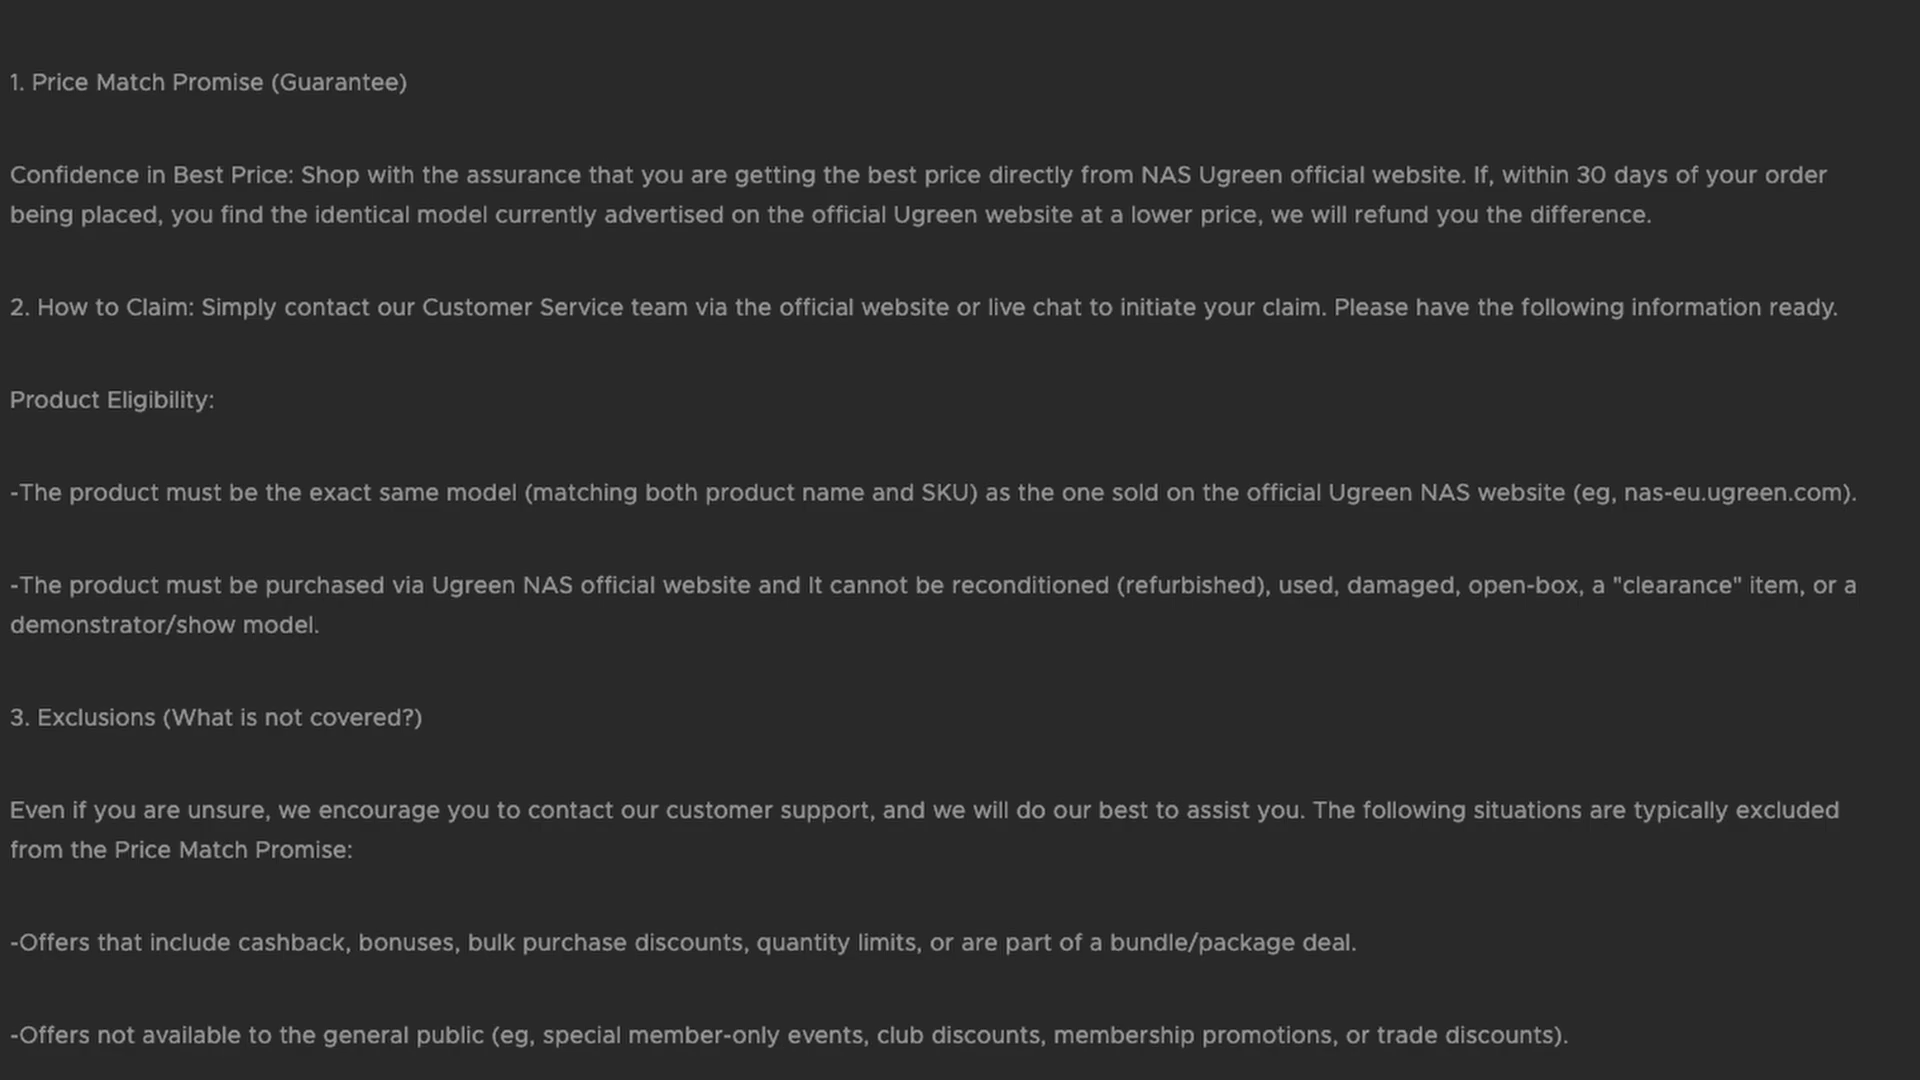 1. Price Match Promise (Guarantee)
Confidence in Best Price: Shop with the assurance that you are getting the best price directly from NAS Ugreen official website. If, within 30 days of your order
being placed, you find the identical model currently advertised on the official Ugreen website at a lower price, we will refund you the difference.
2. How to Claim: Simply contact our Customer Service team via the official website or live chat to initiate your claim. Please have the following information ready.
Product Eligibility:
-The product must be the exact same model (matching both product name and SKU) as the one sold on the official Ugreen NAS website (eg, nas-eu.ugreen.com).
-The product must be purchased via Ugreen NAS official website and It cannot be reconditioned (refurbished), used, damaged, open-box, a "clearance" item, or a
demonstrator/show model.
3. Exclusions (What is not covered?)
Even if you are unsure, we encourage you to contact our customer support, and we will do our best to assist you. The following situations are typically excluded
from the Price Match Promise:
-Offers that include cashback, bonuses, bulk purchase discounts, quantity limits, or are part of a bundle/package deal.
-Offers not available to the general public (eg, special member-only events, club discounts, membership promotions, or trade discounts).